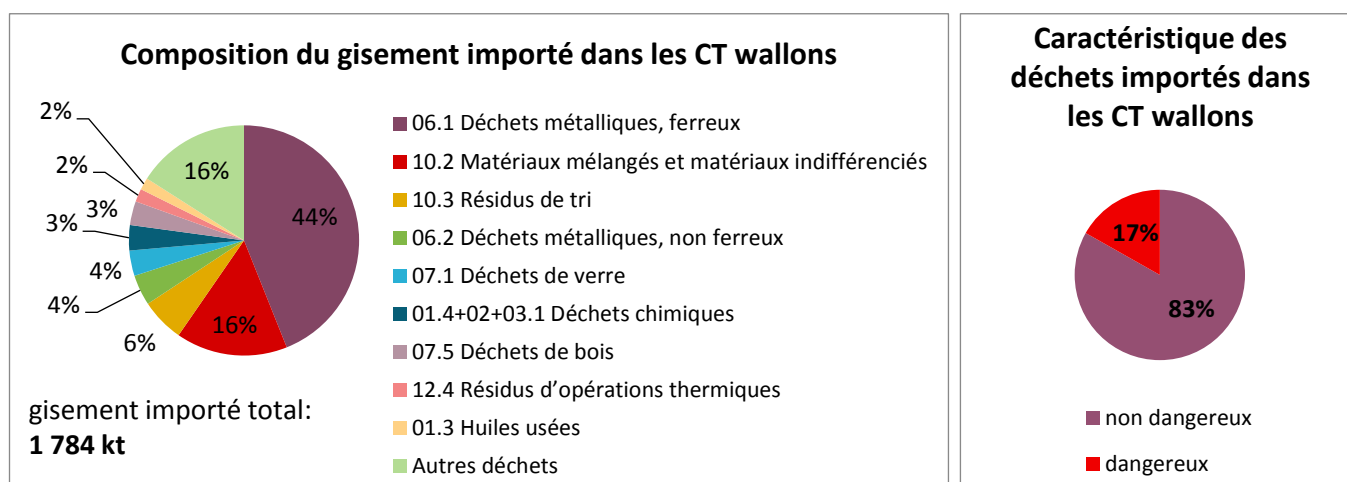 Composition du gisement importé dans les CT wallons
2%
2%
3%
3%
4%
4%
6%
16%
16%
44%
06.1 Déchets métalliques, ferreux
10.2 Matériaux mélangés et matériaux indifférenciés
10.3 Résidus de tri
06.2 Déchets métalliques, non ferreux
07.1 Déchets de verre
01.4+02+03.1 Déchets chimiques
07.5 Déchets de bois
12.4 Résidus d’opérations thermiques
01.3 Huiles usées
Autres déchets
gisement importé total:
1 784 kt
Caractéristique des
déchets importés dans
les CT wallons
17%
83%
non dangereux
dangereux